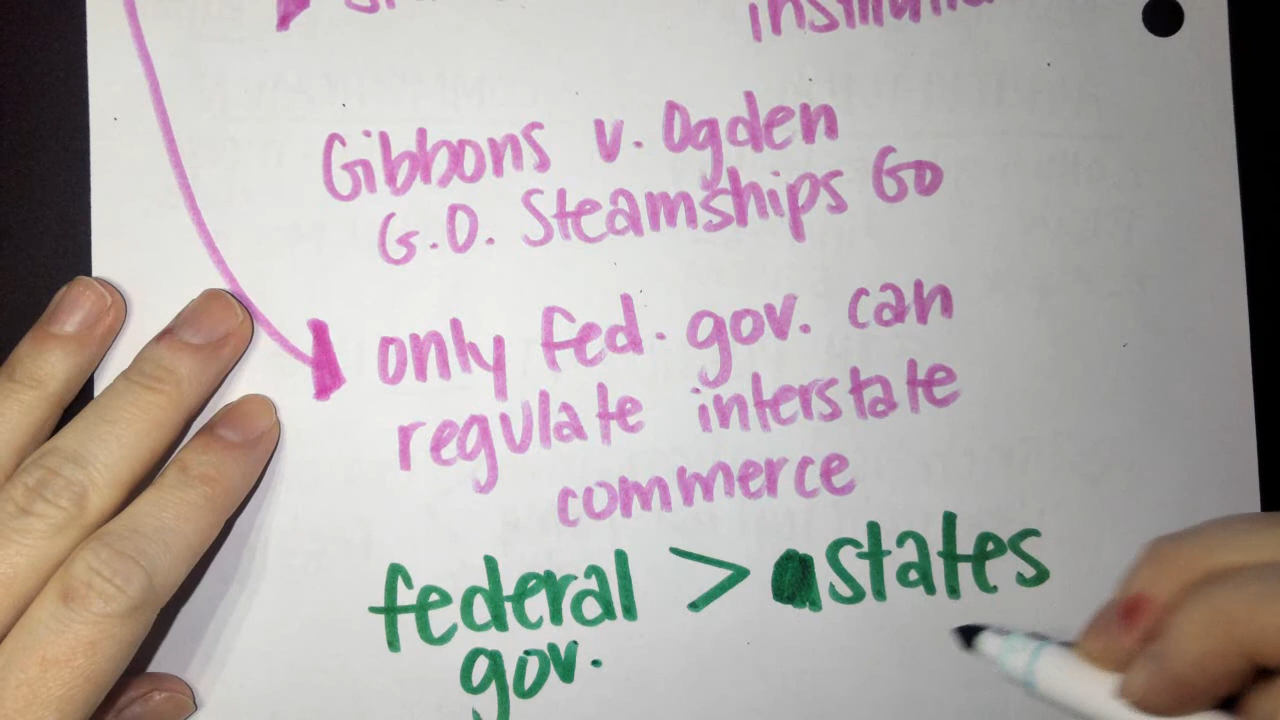 Gibbons v. Ogden
G.O. Steamships Go
only fed. gov. can
regulate interstate
commerce
federal > states
gov.